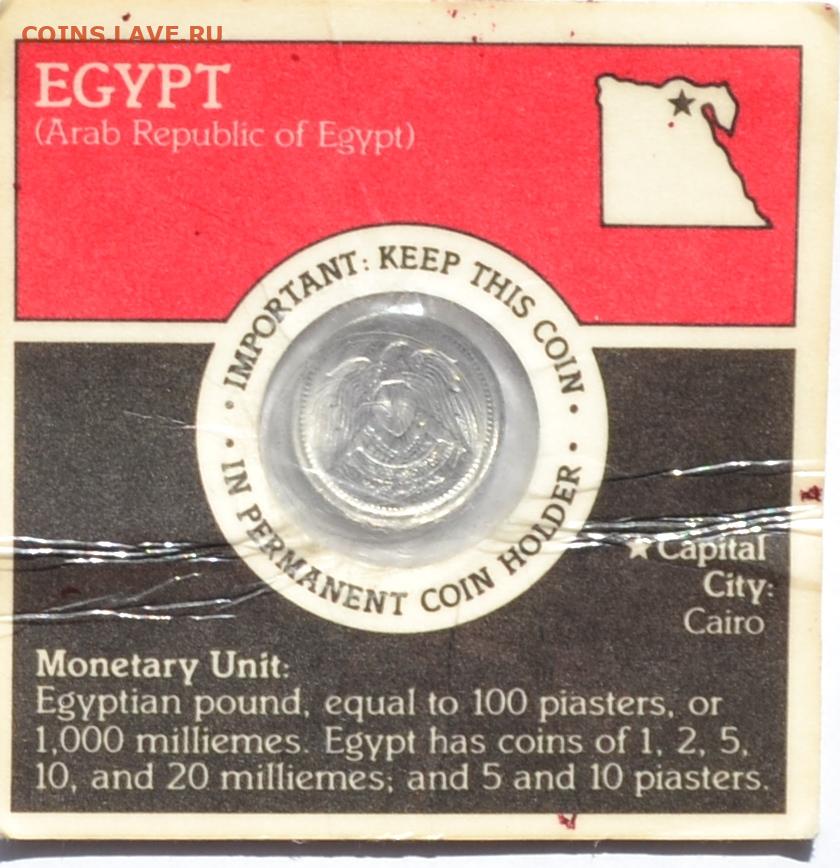 COINS.LAVE.RU
EGYPT
(Arab Republic of Egypt)
IMPORTANT: KEEP THIS COIN
• IN PERMANENT COIN HOLDER •
★Capital
City:
Cairo
Monetary Unit:
Egyptian pound, equal to 100 piasters, or
1,000 milliemes. Egypt has coins of 1, 2, 5,
10, and 20 milliemes; and 5 and 10 piasters.